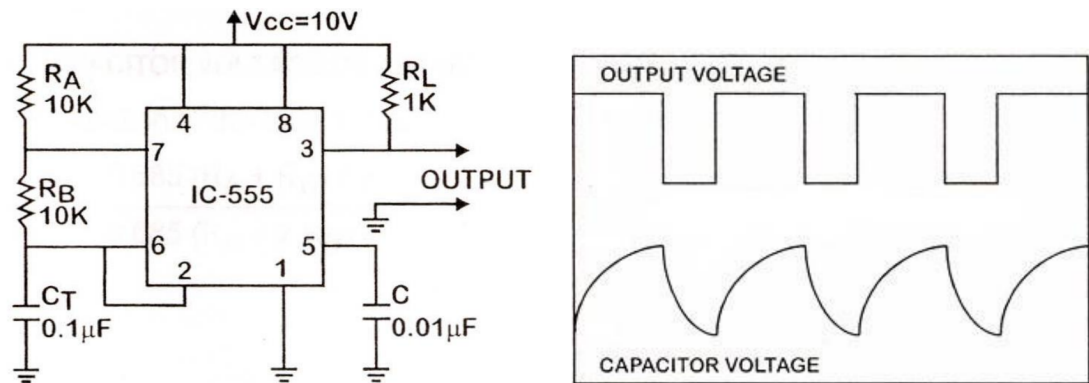 Vcc=10V
RA
10K
RL
1K
4
8
7
3
RB
10K
IC-555
OUTPUT
6
5
2
1
CT
0.1µF
C
0.01µF
OUTPUT VOLTAGE
CAPACITOR VOLTAGE